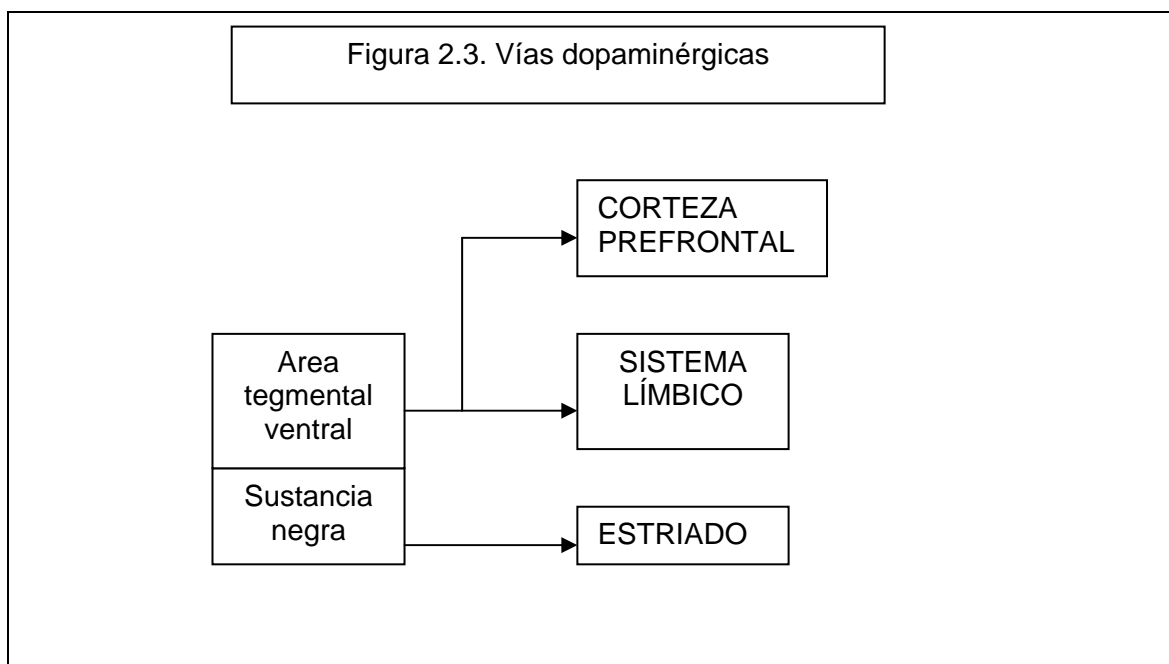 Figura 2.3. Vías dopaminérgicas
CORTEZA
PREFRONTAL
Area
tegmental
ventral
SISTEMA
LÍMBICO
Sustancia
negra
ESTRIADO